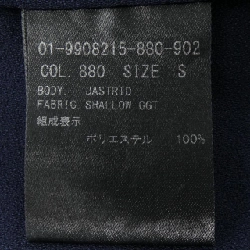 01-9908215-880-902
COL. 880 SIZE S
BODY. JASTRID
FABRIC. SHALLOW GGT
組成表示
ポリエステル 100%